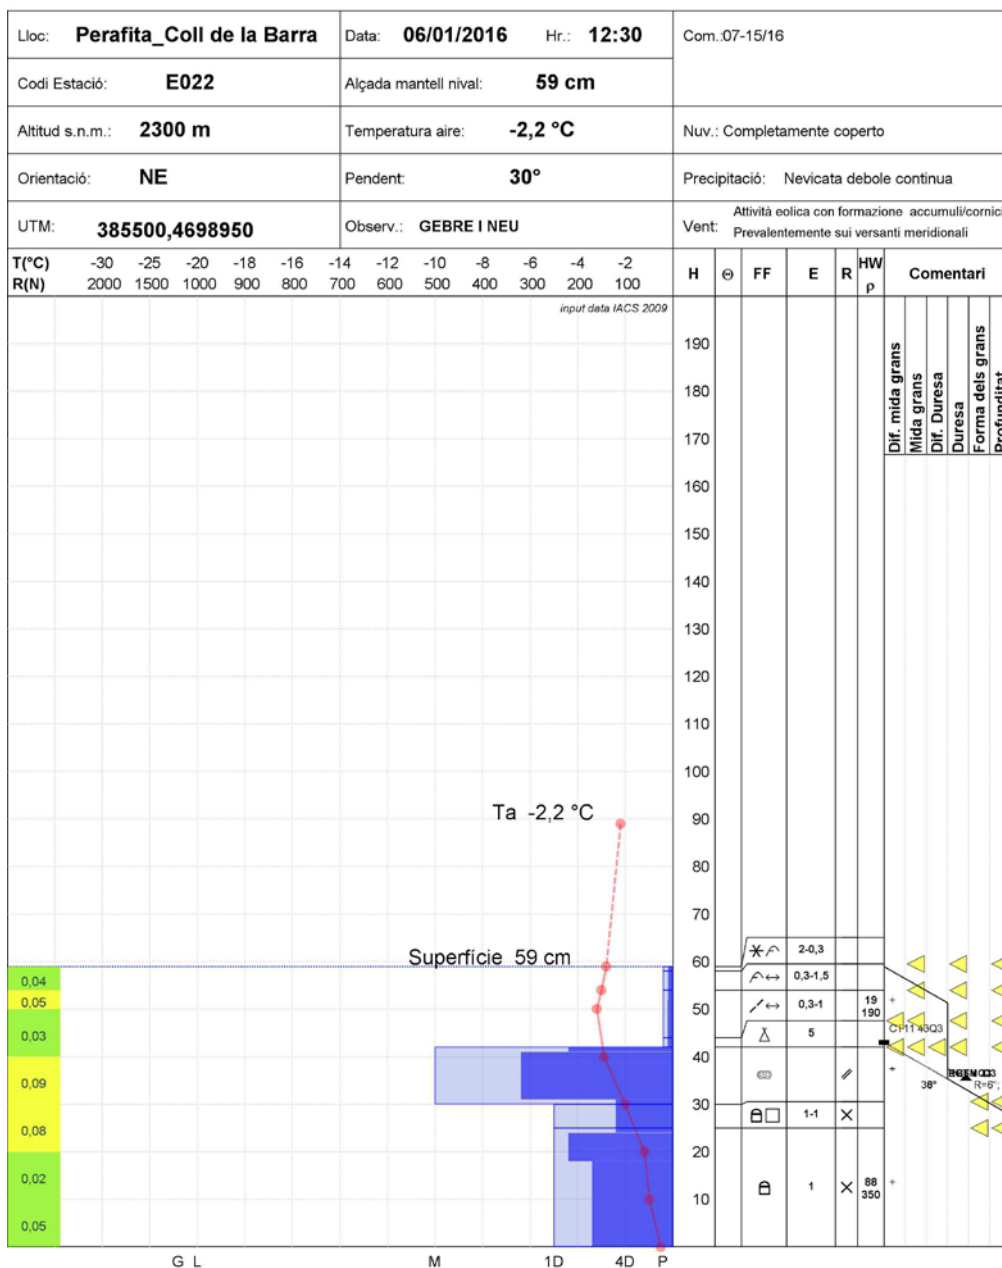 Lloc: Perafita_Coll de la Barra Data: 06/01/2016 Hr.: 12:30 Com.:07-15/16
Codi Estació: E022 Alçada mantell nival: 59 cm
Altitud s.n.m.: 2300 m Temperatura aire: -2,2 °C Nuv.: Completamente coperto
Orientació: NE Pendent: 30° Precipitació: Nevicata debole continua
UTM: 385500,4698950 Observ.: GEBRE I NEU Vent: Attività eolica con formazione accumuli/cornici
Prevalentemente sui versanti meridionali
T(°C) -30 -25 -20 -18 -16 -14 -12 -10 -8 -6 -4 -2
R(N) 2000 1500 1000 900 800 700 600 500 400 300 200 100
H Θ FF E R HW ρ Comentari
input data IACS 2009
Dif. mida grans
Mida grans
Dif. Duresa
Duresa
Forma dels grans
Profunditat
190
180
170
160
150
140
130
120
110
100
Ta -2,2 °C 90
80
70
Superfície 59 cm 60 2-0,3
0,04 0,3-1,5
0,05 50 0,3-1 19 190 +
0,03 5 CT11 43Q3
40
0,09 + 38° R=6°;
30 1-1
0,08
20
0,02 1 88 350 +
10
0,05
G L M 1D 4D P